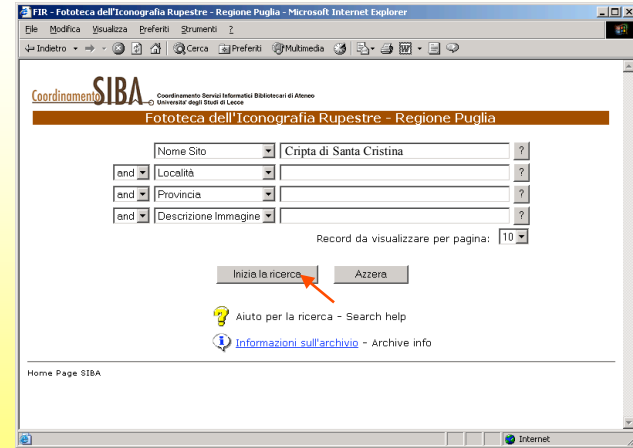 FIR - Fototeca dell'Iconografia Rupestre - Regione Puglia - Microsoft Internet Explorer
File Modifica Visualizza Preferiti Strumenti ?
Indietro Cerca Preferiti Multimedia
Coordinamento SIBA Coordinamento Servizi Informatici Bibliotecari di Ateneo
Universita' degli Studi di Lecce
Fototeca dell'Iconografia Rupestre - Regione Puglia
Nome Sito Cripta di Santa Cristina ?
and Località ?
and Provincia ?
and Descrizione Immagine ?
Record da visualizzare per pagina: 10
Inizia la ricerca Azzera
Aiuto per la ricerca - Search help
Informazioni sull'archivio - Archive info
Home Page SIBA
Internet